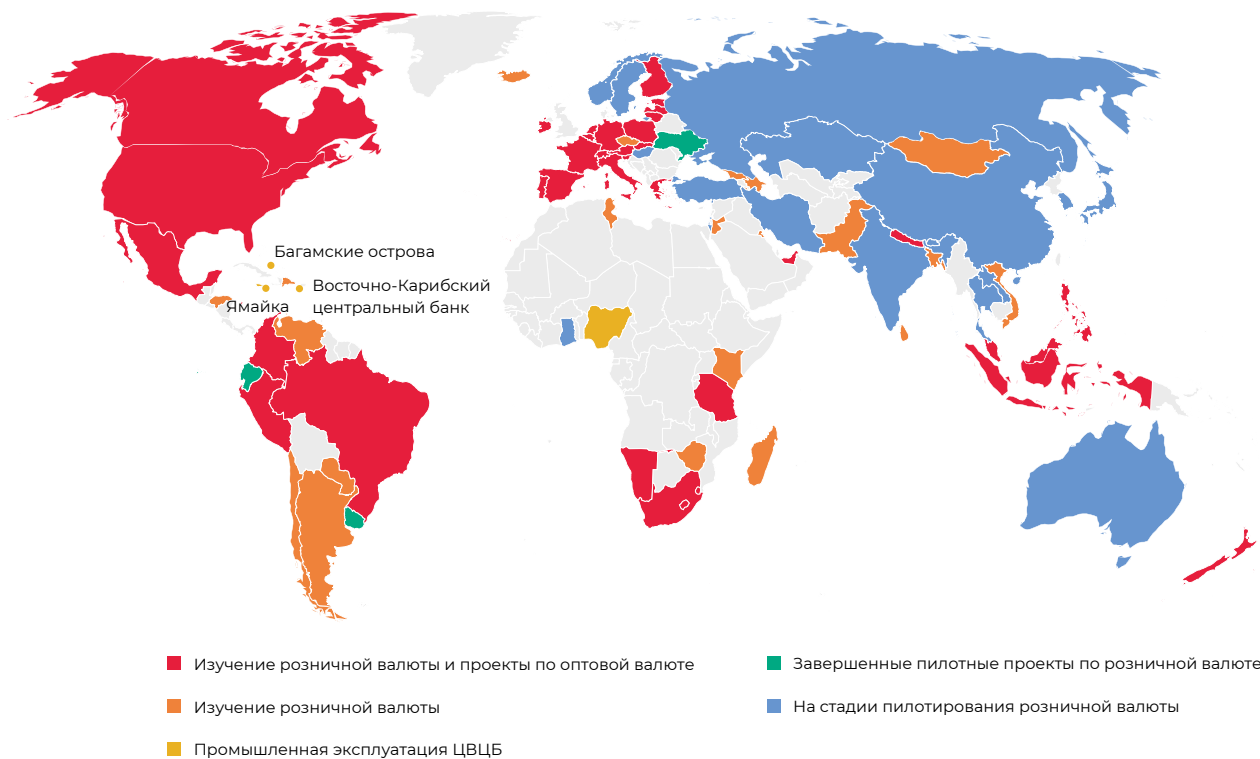 Багамские острова
Восточно-Карибский
центральный банк
Ямайка
Изучение розничной валюты и проекты по оптовой валюте
Изучение розничной валюты
Промышленная эксплуатация ЦВЦБ
Завершенные пилотные проекты по розничной валюте
На стадии пилотирования розничной валюты